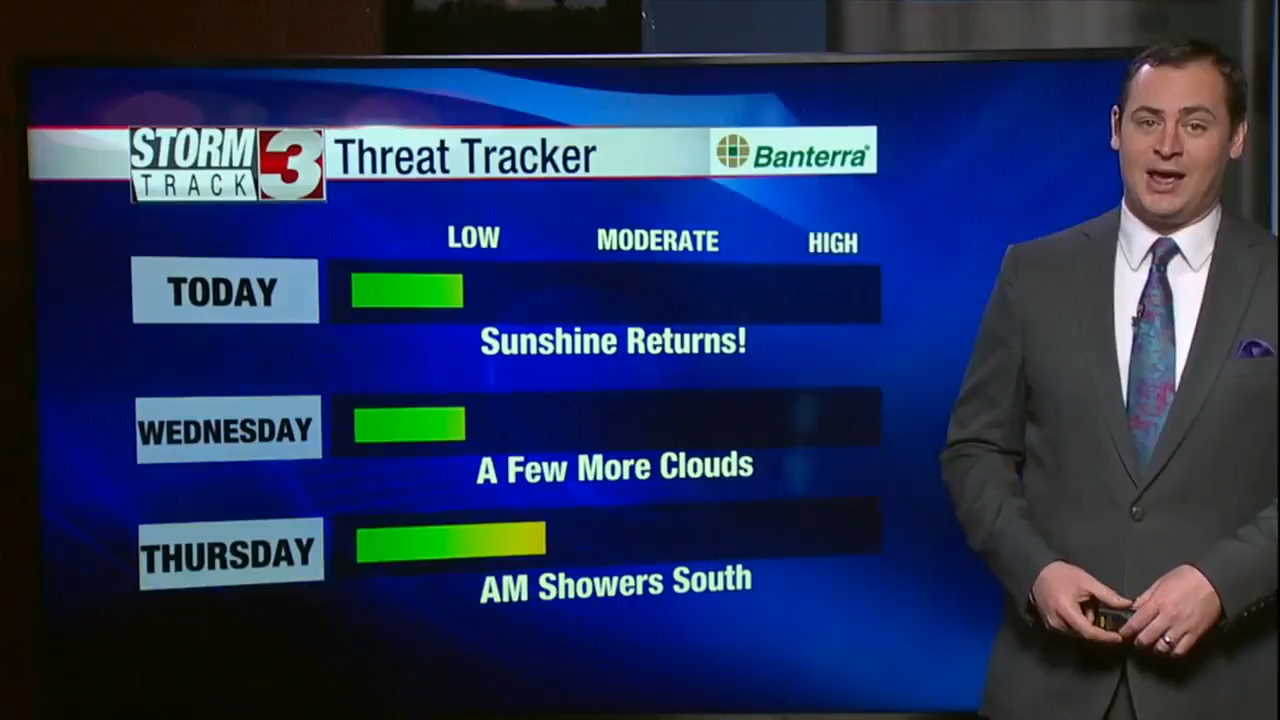 STORM TRACK 3 Threat Tracker Banterra
LOW MODERATE HIGH
TODAY
Sunshine Returns!
WEDNESDAY
A Few More Clouds
THURSDAY
AM Showers South